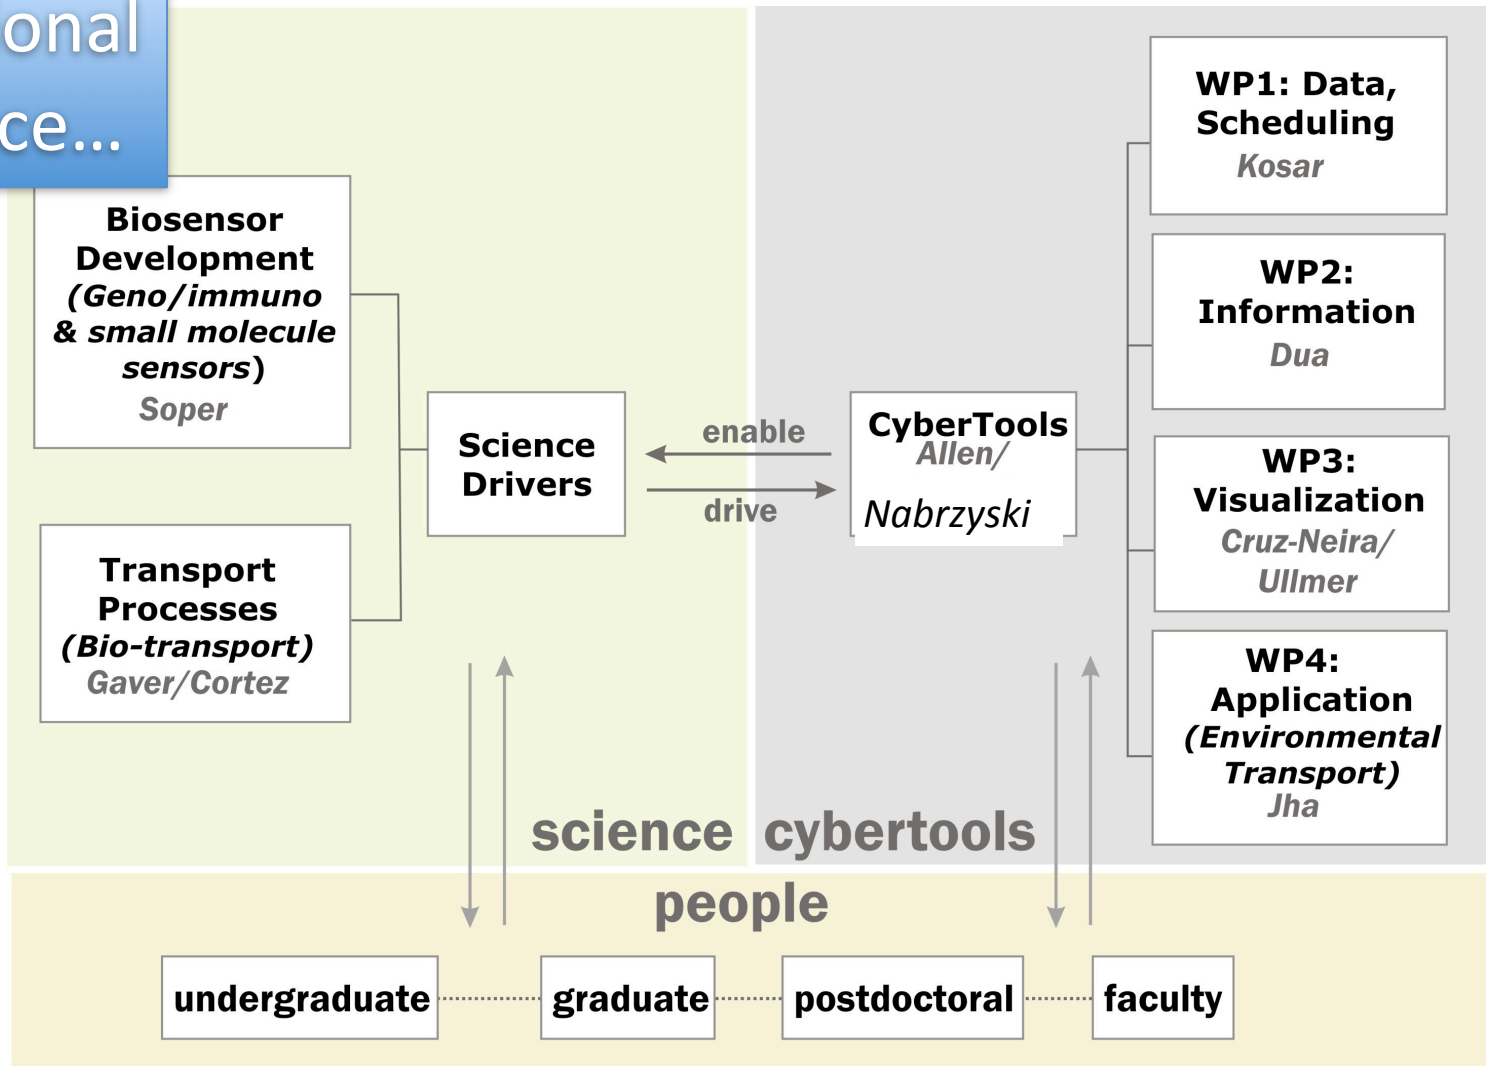 onal
ce...
Biosensor
Development
(Geno/immuno
& small molecule
sensors)
Soper
Transport
Processes
(Bio-transport)
Gaver/Cortez
Science
Drivers
enable
drive
CyberTools
Allen/
Nabrzyski
WP1: Data,
Scheduling
Kosar
WP2:
Information
Dua
WP3:
Visualization
Cruz-Neira/
Ullmer
WP4:
Application
(Environmental
Transport)
Jha
science
cybertools
people
undergraduate
graduate
postdoctoral
faculty